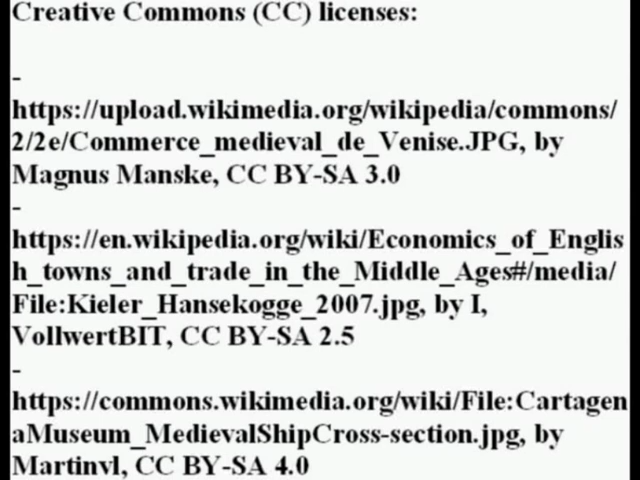 Creative Commons (CC) licenses:
-
https://upload.wikimedia.org/wikipedia/commons/
2/2e/Commerce_medieval_de_Venise.JPG, by
Magnus Manske, CC BY-SA 3.0
-
https://en.wikipedia.org/wiki/Economics_of_Englis
h_towns_and_trade_in_the_Middle_Ages#/media/
File:Kieler_Hansekogge_2007.jpg, by I,
VollwertBIT, CC BY-SA 2.5
-
https://commons.wikimedia.org/wiki/File:Cartagen
aMuseum_MedievalShipCross-section.jpg, by
Martinvl, CC BY-SA 4.0